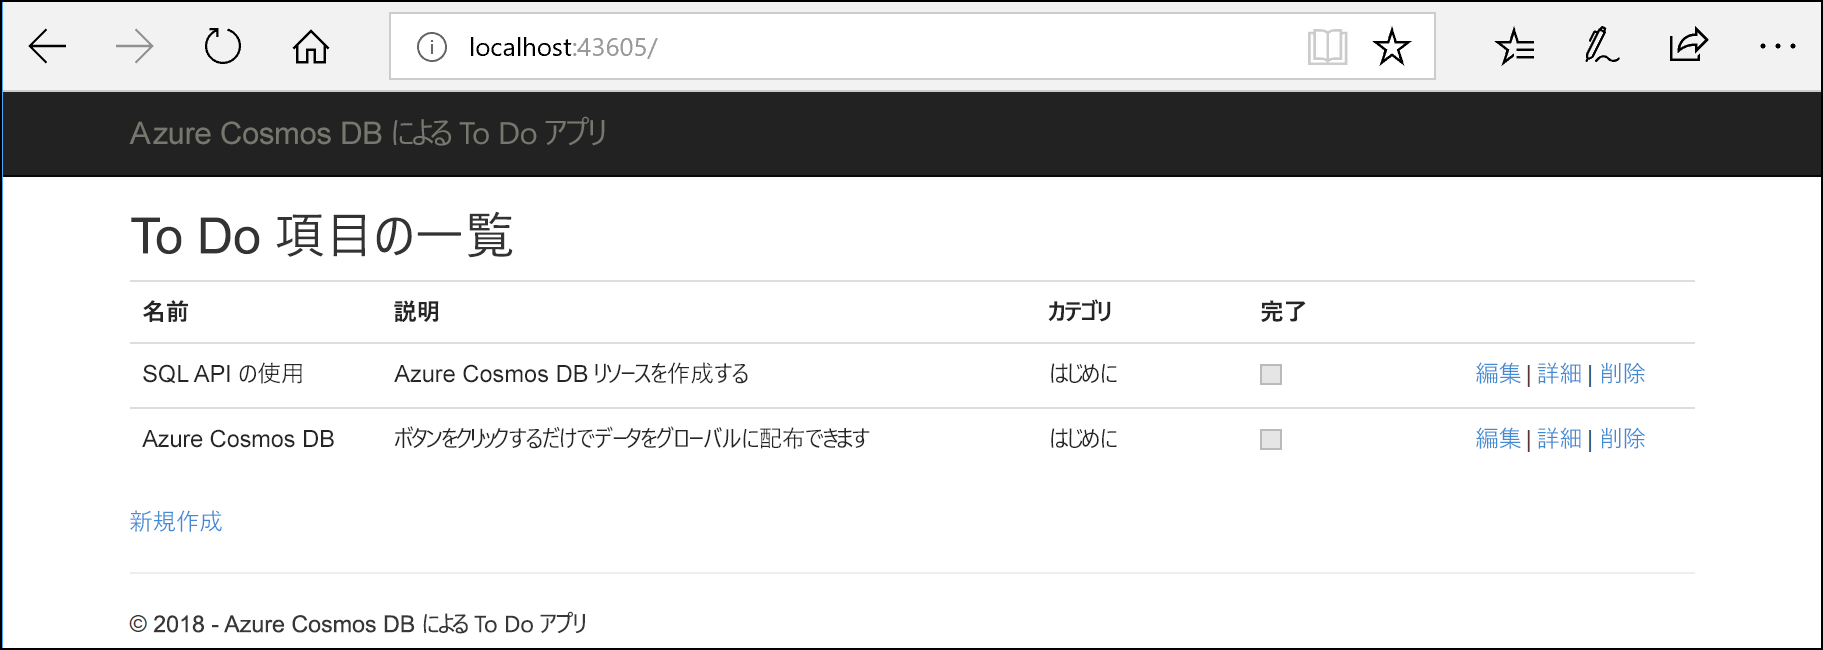 localhost:43605/
Azure Cosmos DB による To Do アプリ
To Do 項目の一覧
名前 説明 カテゴリ 完了
SQL API の使用 Azure Cosmos DB リソースを作成する はじめに 編集 | 詳細 | 削除
Azure Cosmos DB ボタンをクリックするだけでデータをグローバルに配布できます はじめに 編集 | 詳細 | 削除
新規作成
© 2018 - Azure Cosmos DB による To Do アプリ